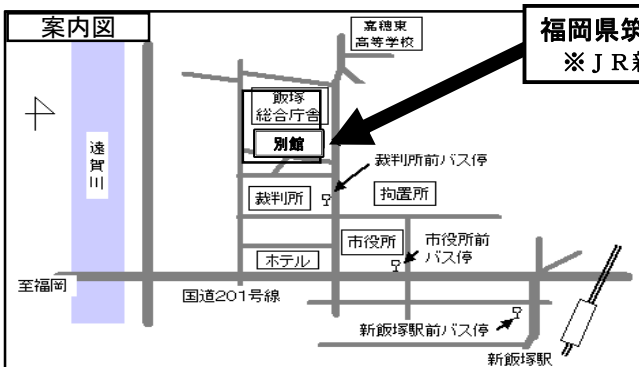 案内図
福岡県筑
※ＪＲ新
嘉穂東
高等学校
飯塚
総合庁舎
別館
遠賀川
裁判所前バス停
裁判所
拘置所
市役所
市役所前
バス停
ホテル
至福岡
国道201号線
新飯塚駅前バス停
新飯塚駅